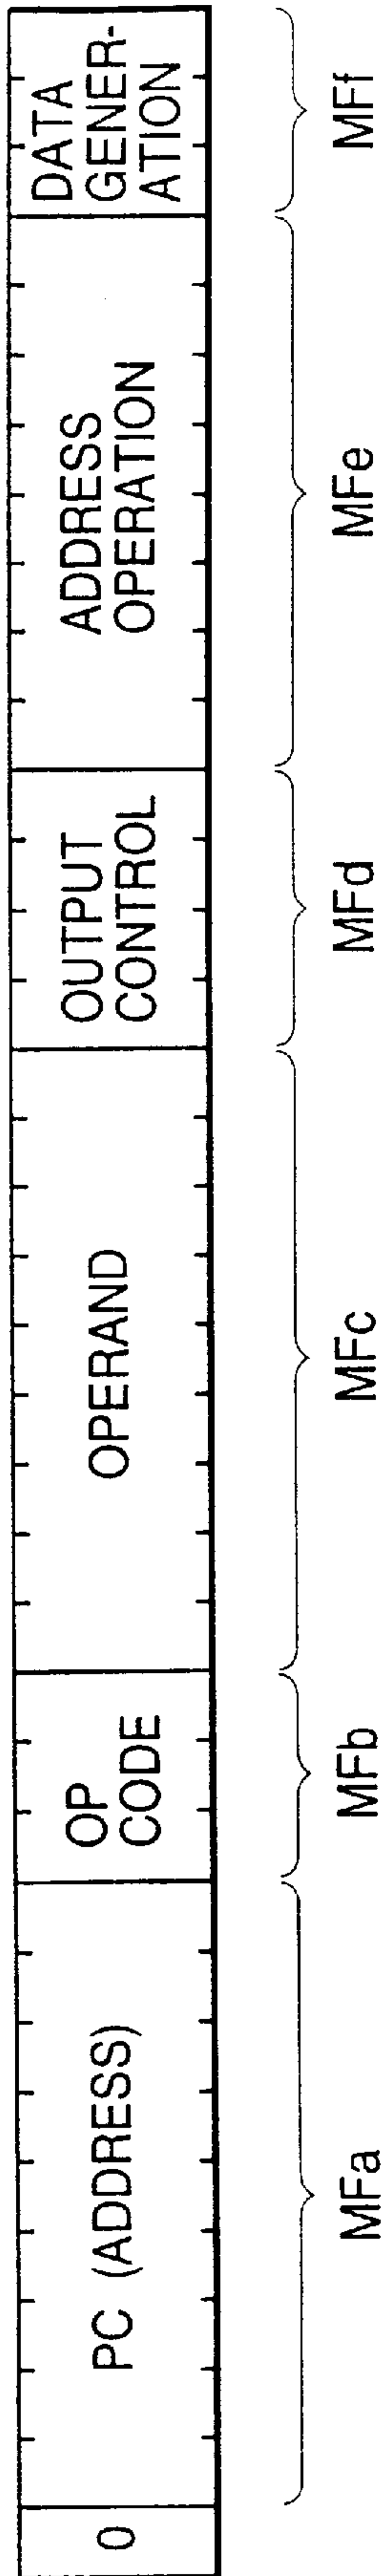 0
PC (ADDRESS)
OP
CODE
OPERAND
OUTPUT
CONTROL
ADDRESS
OPERATION
DATA
GENER-
ATION
MFa
MFb
MFc
MFd
MFe
MFf